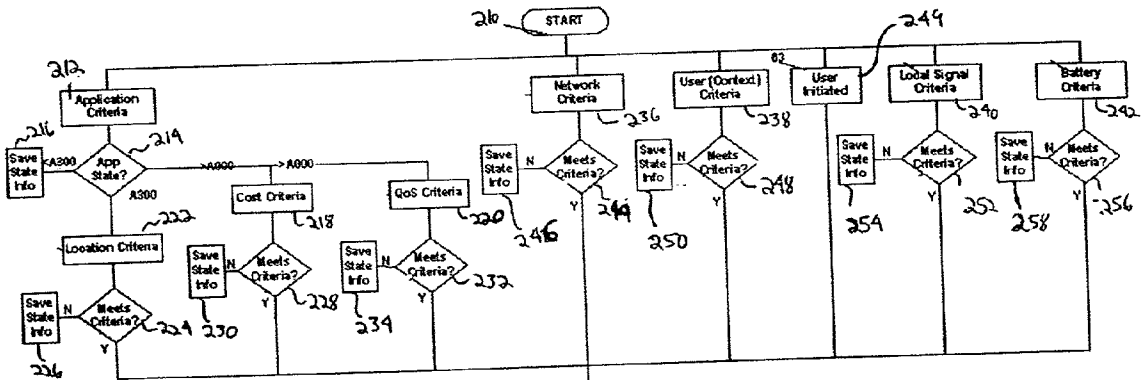 210
START
249
212
Application
Criteria
Network
Criteria
236
User (Context)
Criteria
238
63
User
Initiated
Local Signal
Criteria
240
Battery
Criteria
242
216
Save
State
Info
<A300
App
State?
214
>A900
>A900
A300
Cost Criteria
218
QoS Criteria
220
Save
State
Info
N
Meets
Criteria?
244
Y
246
Save
State
Info
N
Meets
Criteria?
248
Y
250
Save
State
Info
N
Meets
Criteria?
252
Y
254
Save
State
Info
N
Meets
Criteria?
256
Y
258
222
Location Criteria
Save
State
Info
N
Meets
Criteria?
228
Y
230
Save
State
Info
N
Meets
Criteria?
232
Y
234
Save
State
Info
N
Meets
Criteria?
224
Y
226